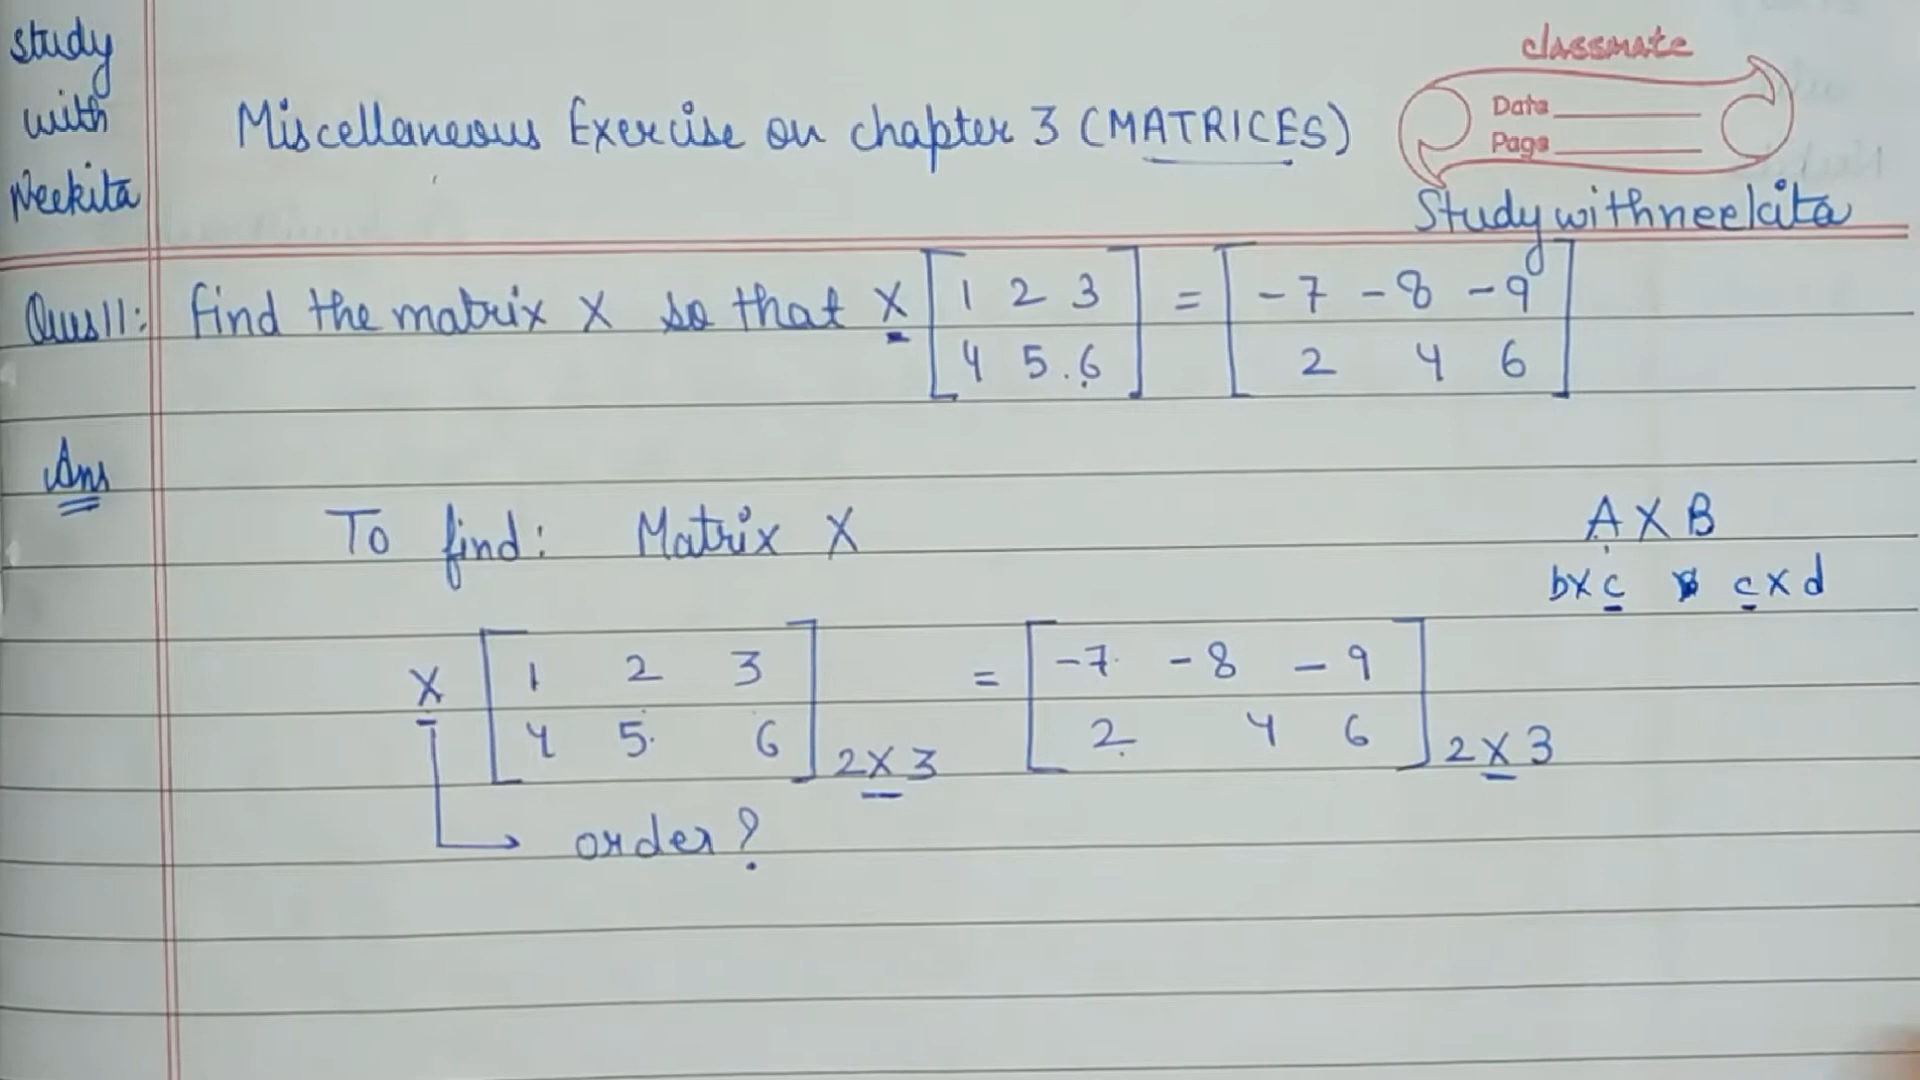 study
with
Neekita
Miscellaneous Exercise on chapter 3 (MATRICES)
classmate
Date
Page
Studywithneekita
Ques11: find the matrix X so that X [1 2 3] = [-7 -8 -9]
[4 5 6] [2 4 6]
Ans
To find: Matrix X
A X B
bxc cxd
X [1 2 3] = [-7 -8 -9]
[4 5 6] 2x3 [2 4 6] 2x3
order?